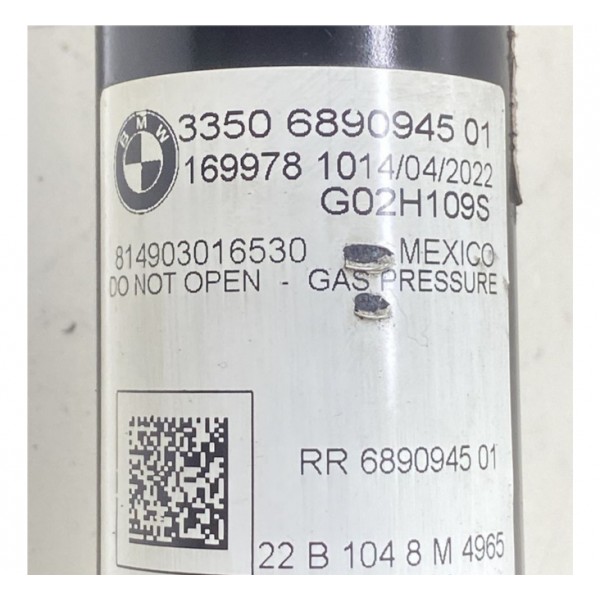 BMW
3350 6890945 01
169978 1014/04/2022
G02H109S
814903016530 MEXICO
DO NOT OPEN - GAS PRESSURE
RR 6890945 01
22 B 104 8 M 4965